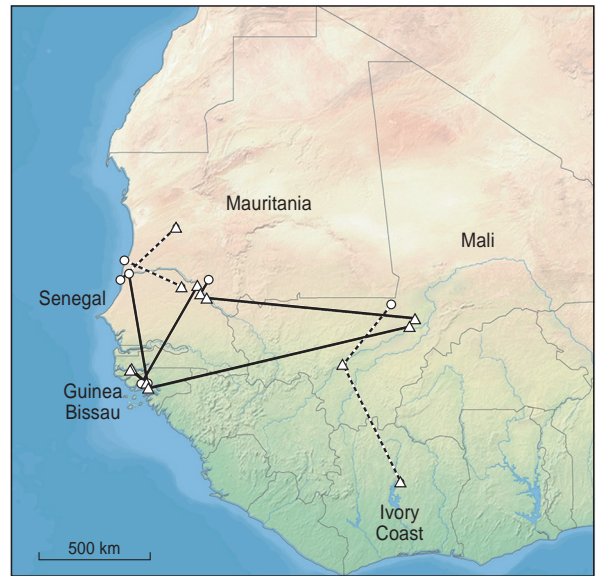 Mauritania
Mali
Senegal
Guinea
Bissau
Ivory
Coast
500 km